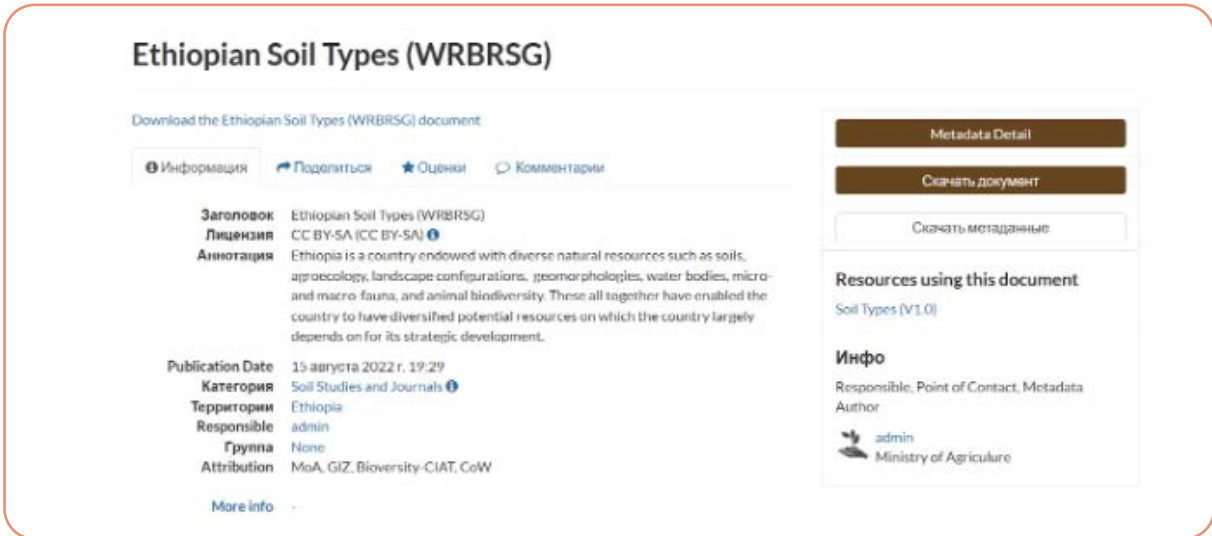 Ethiopian Soil Types (WRBRSG)
Download the Ethiopian Soil Types (WRBRSG) document
Информация Поделиться Оценки Комментарии
Заголовок Ethiopian Soil Types (WRBRSG)
Лицензия CC BY-SA (CC BY-SA)
Аннотация Ethiopia is a country endowed with diverse natural resources such as soils,
agroecology, landscape configurations, geomorphologies, water bodies, micro-
and macro-fauna, and animal biodiversity. These all together have enabled the
country to have diversified potential resources on which the country largely
depends on for its strategic development.
Publication Date 15 августа 2022 г. 19:29
Категория Soil Studies and Journals
Территории Ethiopia
Responsible admin
Группа None
Attribution MoA, GIZ, Bioversity-CIAT, CoW
More info -
Metadata Detail
Скачать документ
Скачать метаданные
Resources using this document
Soil Types (V1.0)
Инфо
Responsible, Point of Contact, Metadata
Author
admin
Ministry of Agriculure